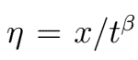 η = x/t^β